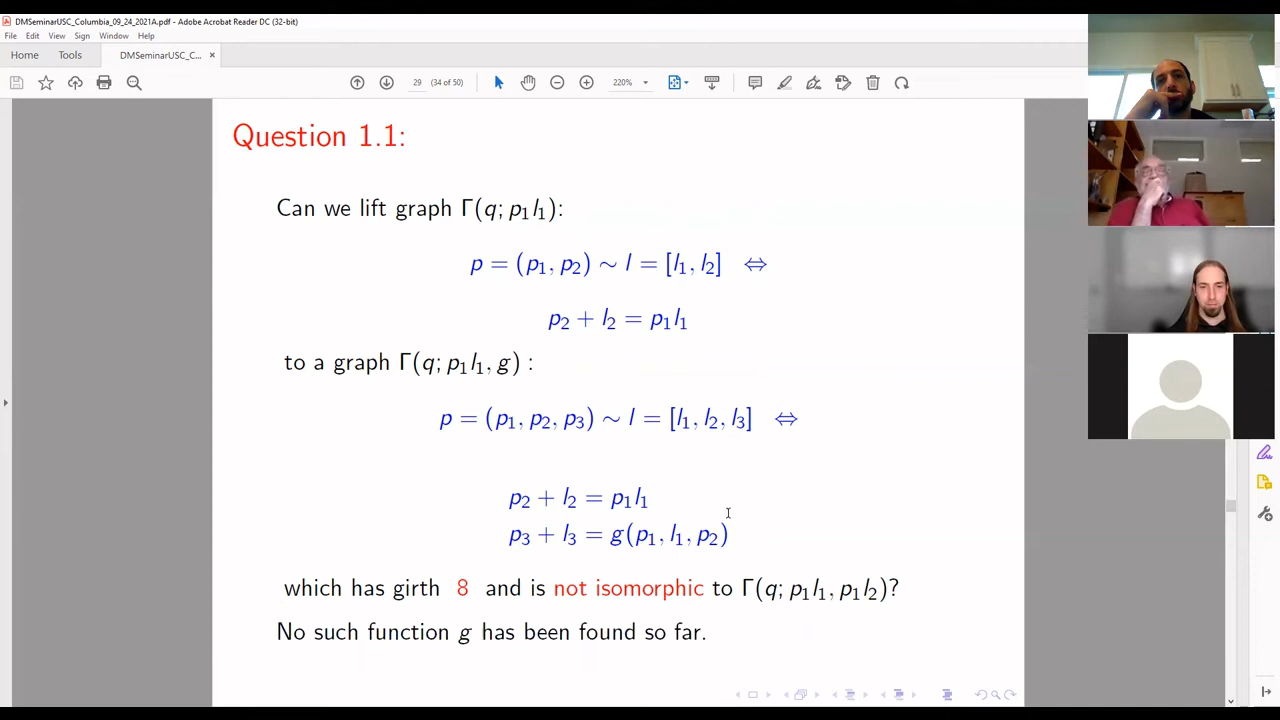 DMSeminarUSC_Columbia_09_24_2021A.pdf - Adobe Acrobat Reader DC (32-bit)
File Edit View Sign Window Help
Home Tools DMSeminarUSC_C... ×
29 (34 of 50) 220%
Question 1.1:
Can we lift graph Γ(q; p₁l₁):
p = (p₁, p₂) ∼ l = [l₁, l₂] ⇔
p₂ + l₂ = p₁l₁
to a graph Γ(q; p₁l₁, g) :
p = (p₁, p₂, p₃) ∼ l = [l₁, l₂, l₃] ⇔
p₂ + l₂ = p₁l₁
p₃ + l₃ = g(p₁, l₁, p₂)
which has girth 8 and is not isomorphic to Γ(q; p₁l₁, p₁l₂)?
No such function g has been found so far.